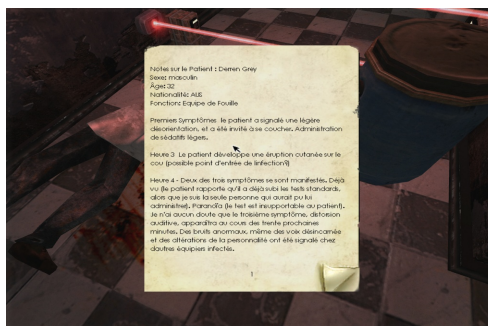 Notes sur le Patient : Derren Grey
Sexe: masculin
Âge: 32
Nationalité: AUS
Fonction: Equipe de Fouille
Premiers Symptômes le patient a signalé une légère
désorientation, et a été invité à se coucher. Administration
de sédatifs légers.
Heure 3 Le patient développe une éruption cutanée sur le
cou (possible point d'entrée de linfection?)
Heure 4 - Deux des trois symptômes se sont manifestés. Déjà
vu (le patient rapporte qu'il a déjà subi les tests standards,
alors que je suis la seule personne qui aurait pu lui
administrer). Paranoïa (le test est insupportable au patient).
Je n'ai aucun doute que le troisième symptôme, distorsion
auditive, apparaîtra au cours des trente prochaines
minutes. Des bruits anormaux, même des voix désincarnées
et des altérations de la personnalité ont été signalé chez
dautres équipiers infectés.
1